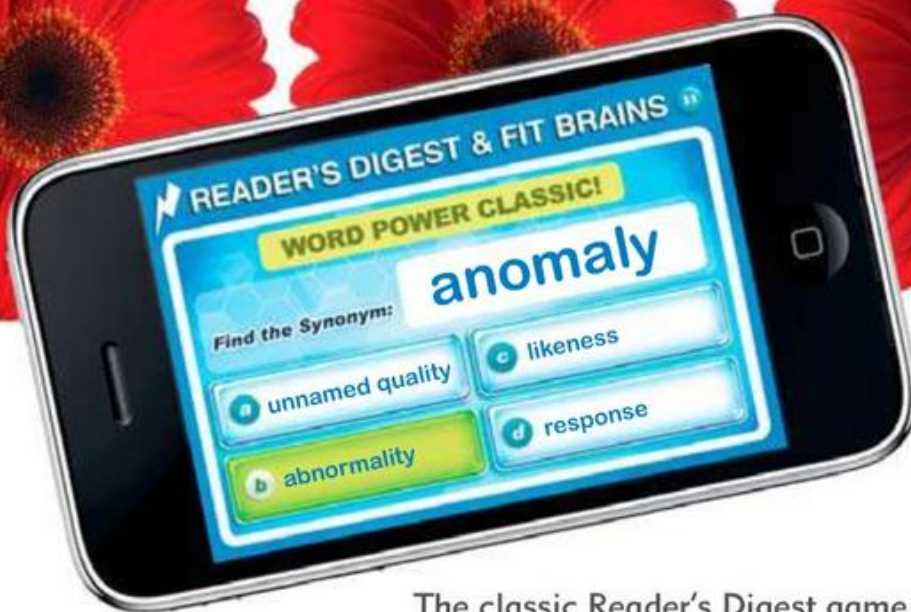 READER'S DIGEST & FIT BRAINS
WORD POWER CLASSIC!
Find the Synonym:
anomaly
a unnamed quality
c likeness
b abnormality
d response
The classic Reader's Digest game